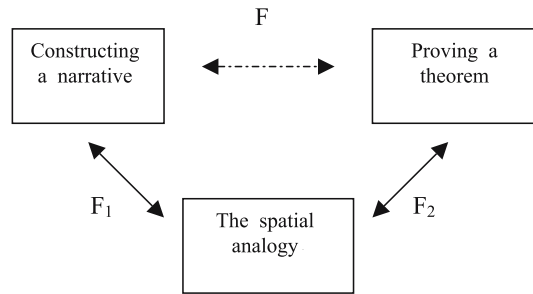 F
Constructing
a narrative
Proving a
theorem
F₁
F₂
The spatial
analogy